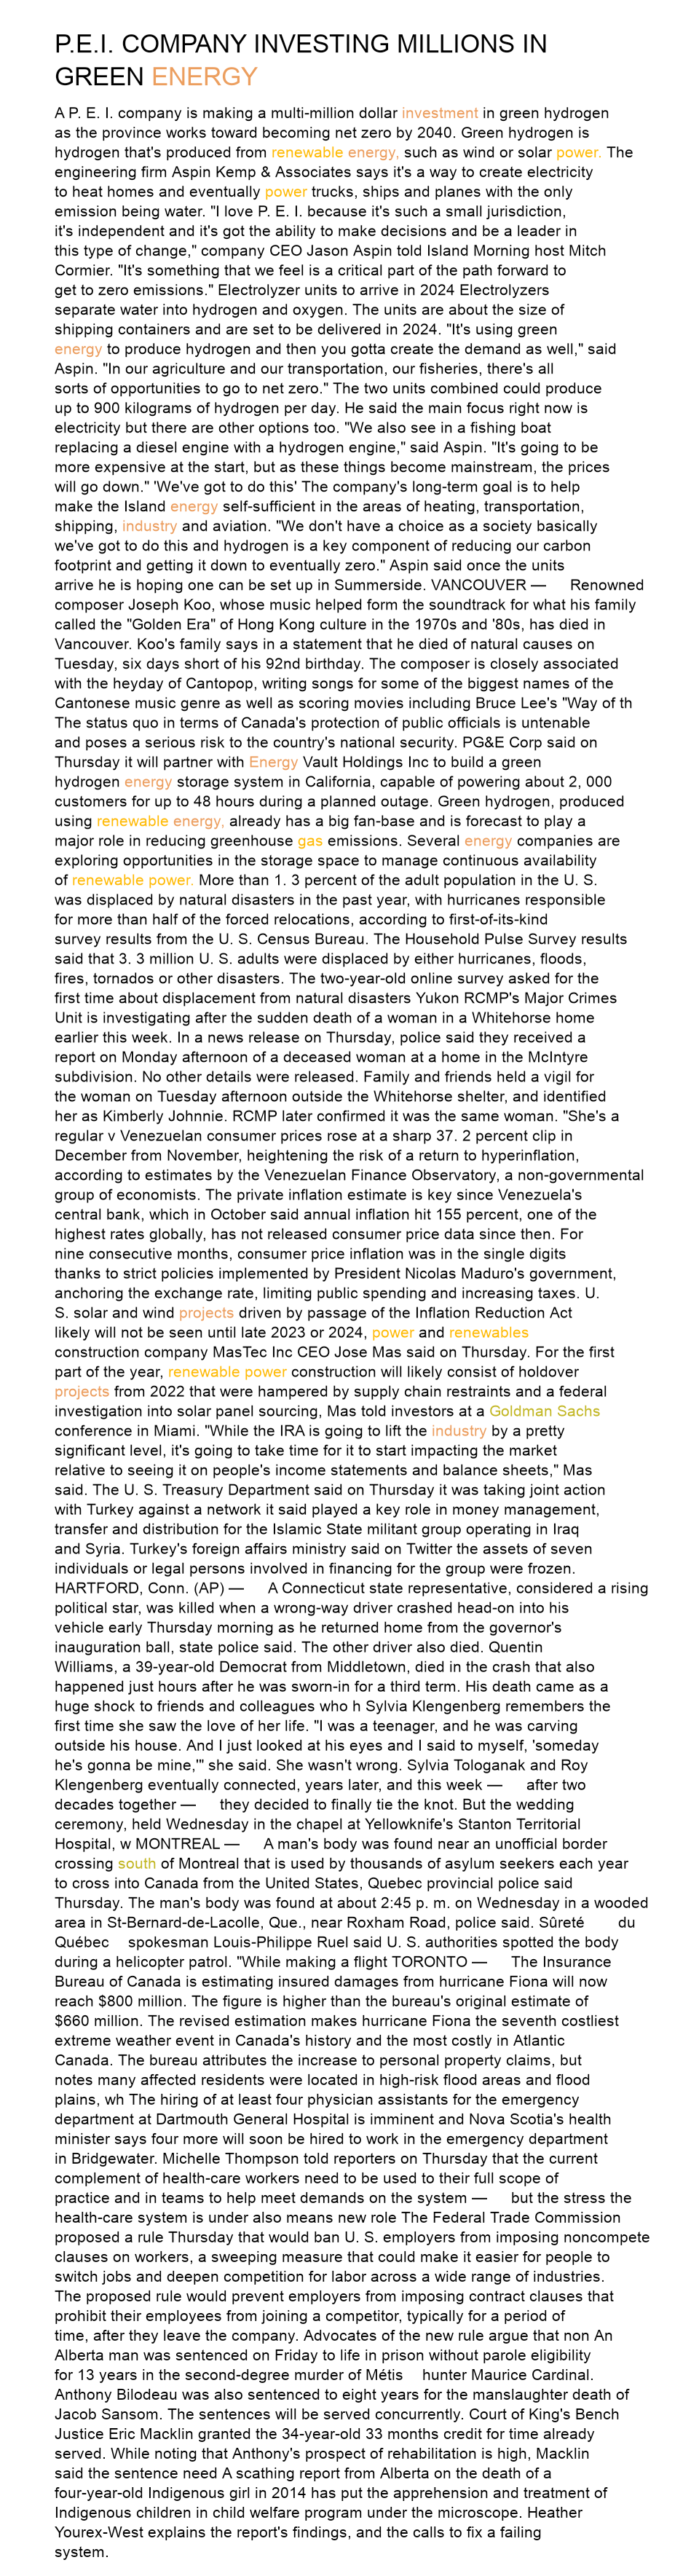 P.E.I. COMPANY INVESTING MILLIONS IN
GREEN ENERGY
A P. E. I. company is making a multi-million dollar investment in green hydrogen
as the province works toward becoming net zero by 2040. Green hydrogen is
hydrogen that's produced from renewable energy, such as wind or solar power. The
engineering firm Aspin Kemp & Associates says it's a way to create electricity
to heat homes and eventually power trucks, ships and planes with the only
emission being water. "I love P. E. I. because it's such a small jurisdiction,
it's independent and it's got the ability to make decisions and be a leader in
this type of change," company CEO Jason Aspin told Island Morning host Mitch
Cormier. "It's something that we feel is a critical part of the path forward to
get to zero emissions." Electrolyzer units to arrive in 2024 Electrolyzers
separate water into hydrogen and oxygen. The units are about the size of
shipping containers and are set to be delivered in 2024. "It's using green
energy to produce hydrogen and then you gotta create the demand as well," said
Aspin. "In our agriculture and our transportation, our fisheries, there's all
sorts of opportunities to go to net zero." The two units combined could produce
up to 900 kilograms of hydrogen per day. He said the main focus right now is
electricity but there are other options too. "We also see in a fishing boat
replacing a diesel engine with a hydrogen engine," said Aspin. "It's going to be
more expensive at the start, but as these things become mainstream, the prices
will go down." 'We've got to do this' The company's long-term goal is to help
make the Island energy self-sufficient in the areas of heating, transportation,
shipping, industry and aviation. "We don't have a choice as a society basically
we've got to do this and hydrogen is a key component of reducing our carbon
footprint and getting it down to eventually zero." Aspin said once the units
arrive he is hoping one can be set up in Summerside. VANCOUVER — Renowned
composer Joseph Koo, whose music helped form the soundtrack for what his family
called the "Golden Era" of Hong Kong culture in the 1970s and '80s, has died in
Vancouver. Koo's family says in a statement that he died of natural causes on
Tuesday, six days short of his 92nd birthday. The composer is closely associated
with the heyday of Cantopop, writing songs for some of the biggest names of the
Cantonese music genre as well as scoring movies including Bruce Lee's "Way of th
The status quo in terms of Canada's protection of public officials is untenable
and poses a serious risk to the country's national security. PG&E Corp said on
Thursday it will partner with Energy Vault Holdings Inc to build a green
hydrogen energy storage system in California, capable of powering about 2, 000
customers for up to 48 hours during a planned outage. Green hydrogen, produced
using renewable energy, already has a big fan-base and is forecast to play a
major role in reducing greenhouse gas emissions. Several energy companies are
exploring opportunities in the storage space to manage continuous availability
of renewable power. More than 1. 3 percent of the adult population in the U. S.
was displaced by natural disasters in the past year, with hurricanes responsible
for more than half of the forced relocations, according to first-of-its-kind
survey results from the U. S. Census Bureau. The Household Pulse Survey results
said that 3. 3 million U. S. adults were displaced by either hurricanes, floods,
fires, tornados or other disasters. The two-year-old online survey asked for the
first time about displacement from natural disasters Yukon RCMP's Major Crimes
Unit is investigating after the sudden death of a woman in a Whitehorse home
earlier this week. In a news release on Thursday, police said they received a
report on Monday afternoon of a deceased woman at a home in the McIntyre
subdivision. No other details were released. Family and friends held a vigil for
the woman on Tuesday afternoon outside the Whitehorse shelter, and identified
her as Kimberly Johnnie. RCMP later confirmed it was the same woman. "She's a
regular v Venezuelan consumer prices rose at a sharp 37. 2 percent clip in
December from November, heightening the risk of a return to hyperinflation,
according to estimates by the Venezuelan Finance Observatory, a non-governmental
group of economists. The private inflation estimate is key since Venezuela's
central bank, which in October said annual inflation hit 155 percent, one of the
highest rates globally, has not released consumer price data since then. For
nine consecutive months, consumer price inflation was in the single digits
thanks to strict policies implemented by President Nicolas Maduro's government,
anchoring the exchange rate, limiting public spending and increasing taxes. U.
S. solar and wind projects driven by passage of the Inflation Reduction Act
likely will not be seen until late 2023 or 2024, power and renewables
construction company MasTec Inc CEO Jose Mas said on Thursday. For the first
part of the year, renewable power construction will likely consist of holdover
projects from 2022 that were hampered by supply chain restraints and a federal
investigation into solar panel sourcing, Mas told investors at a Goldman Sachs
conference in Miami. "While the IRA is going to lift the industry by a pretty
significant level, it's going to take time for it to start impacting the market
relative to seeing it on people's income statements and balance sheets," Mas
said. The U. S. Treasury Department said on Thursday it was taking joint action
with Turkey against a network it said played a key role in money management,
transfer and distribution for the Islamic State militant group operating in Iraq
and Syria. Turkey's foreign affairs ministry said on Twitter the assets of seven
individuals or legal persons involved in financing for the group were frozen.
HARTFORD, Conn. (AP) — A Connecticut state representative, considered a rising
political star, was killed when a wrong-way driver crashed head-on into his
vehicle early Thursday morning as he returned home from the governor's
inauguration ball, state police said. The other driver also died. Quentin
Williams, a 39-year-old Democrat from Middletown, died in the crash that also
happened just hours after he was sworn-in for a third term. His death came as a
huge shock to friends and colleagues who h Sylvia Klengenberg remembers the
first time she saw the love of her life. "I was a teenager, and he was carving
outside his house. And I just looked at his eyes and I said to myself, 'someday
he's gonna be mine,'" she said. She wasn't wrong. Sylvia Tologanak and Roy
Klengenberg eventually connected, years later, and this week — after two
decades together — they decided to finally tie the knot. But the wedding
ceremony, held Wednesday in the chapel at Yellowknife's Stanton Territorial
Hospital, w MONTREAL — A man's body was found near an unofficial border
crossing south of Montreal that is used by thousands of asylum seekers each year
to cross into Canada from the United States, Quebec provincial police said
Thursday. The man's body was found at about 2:45 p. m. on Wednesday in a wooded
area in St-Bernard-de-Lacolle, Que., near Roxham Road, police said. Sûreté du
Québec spokesman Louis-Philippe Ruel said U. S. authorities spotted the body
during a helicopter patrol. "While making a flight TORONTO — The Insurance
Bureau of Canada is estimating insured damages from hurricane Fiona will now
reach $800 million. The figure is higher than the bureau's original estimate of
$660 million. The revised estimation makes hurricane Fiona the seventh costliest
extreme weather event in Canada's history and the most costly in Atlantic
Canada. The bureau attributes the increase to personal property claims, but
notes many affected residents were located in high-risk flood areas and flood
plains, wh The hiring of at least four physician assistants for the emergency
department at Dartmouth General Hospital is imminent and Nova Scotia's health
minister says four more will soon be hired to work in the emergency department
in Bridgewater. Michelle Thompson told reporters on Thursday that the current
complement of health-care workers need to be used to their full scope of
practice and in teams to help meet demands on the system — but the stress the
health-care system is under also means new role The Federal Trade Commission
proposed a rule Thursday that would ban U. S. employers from imposing noncompete
clauses on workers, a sweeping measure that could make it easier for people to
switch jobs and deepen competition for labor across a wide range of industries.
The proposed rule would prevent employers from imposing contract clauses that
prohibit their employees from joining a competitor, typically for a period of
time, after they leave the company. Advocates of the new rule argue that non An
Alberta man was sentenced on Friday to life in prison without parole eligibility
for 13 years in the second-degree murder of Métis hunter Maurice Cardinal.
Anthony Bilodeau was also sentenced to eight years for the manslaughter death of
Jacob Sansom. The sentences will be served concurrently. Court of King's Bench
Justice Eric Macklin granted the 34-year-old 33 months credit for time already
served. While noting that Anthony's prospect of rehabilitation is high, Macklin
said the sentence need A scathing report from Alberta on the death of a
four-year-old Indigenous girl in 2014 has put the apprehension and treatment of
Indigenous children in child welfare program under the microscope. Heather
Yourex-West explains the report's findings, and the calls to fix a failing
system.